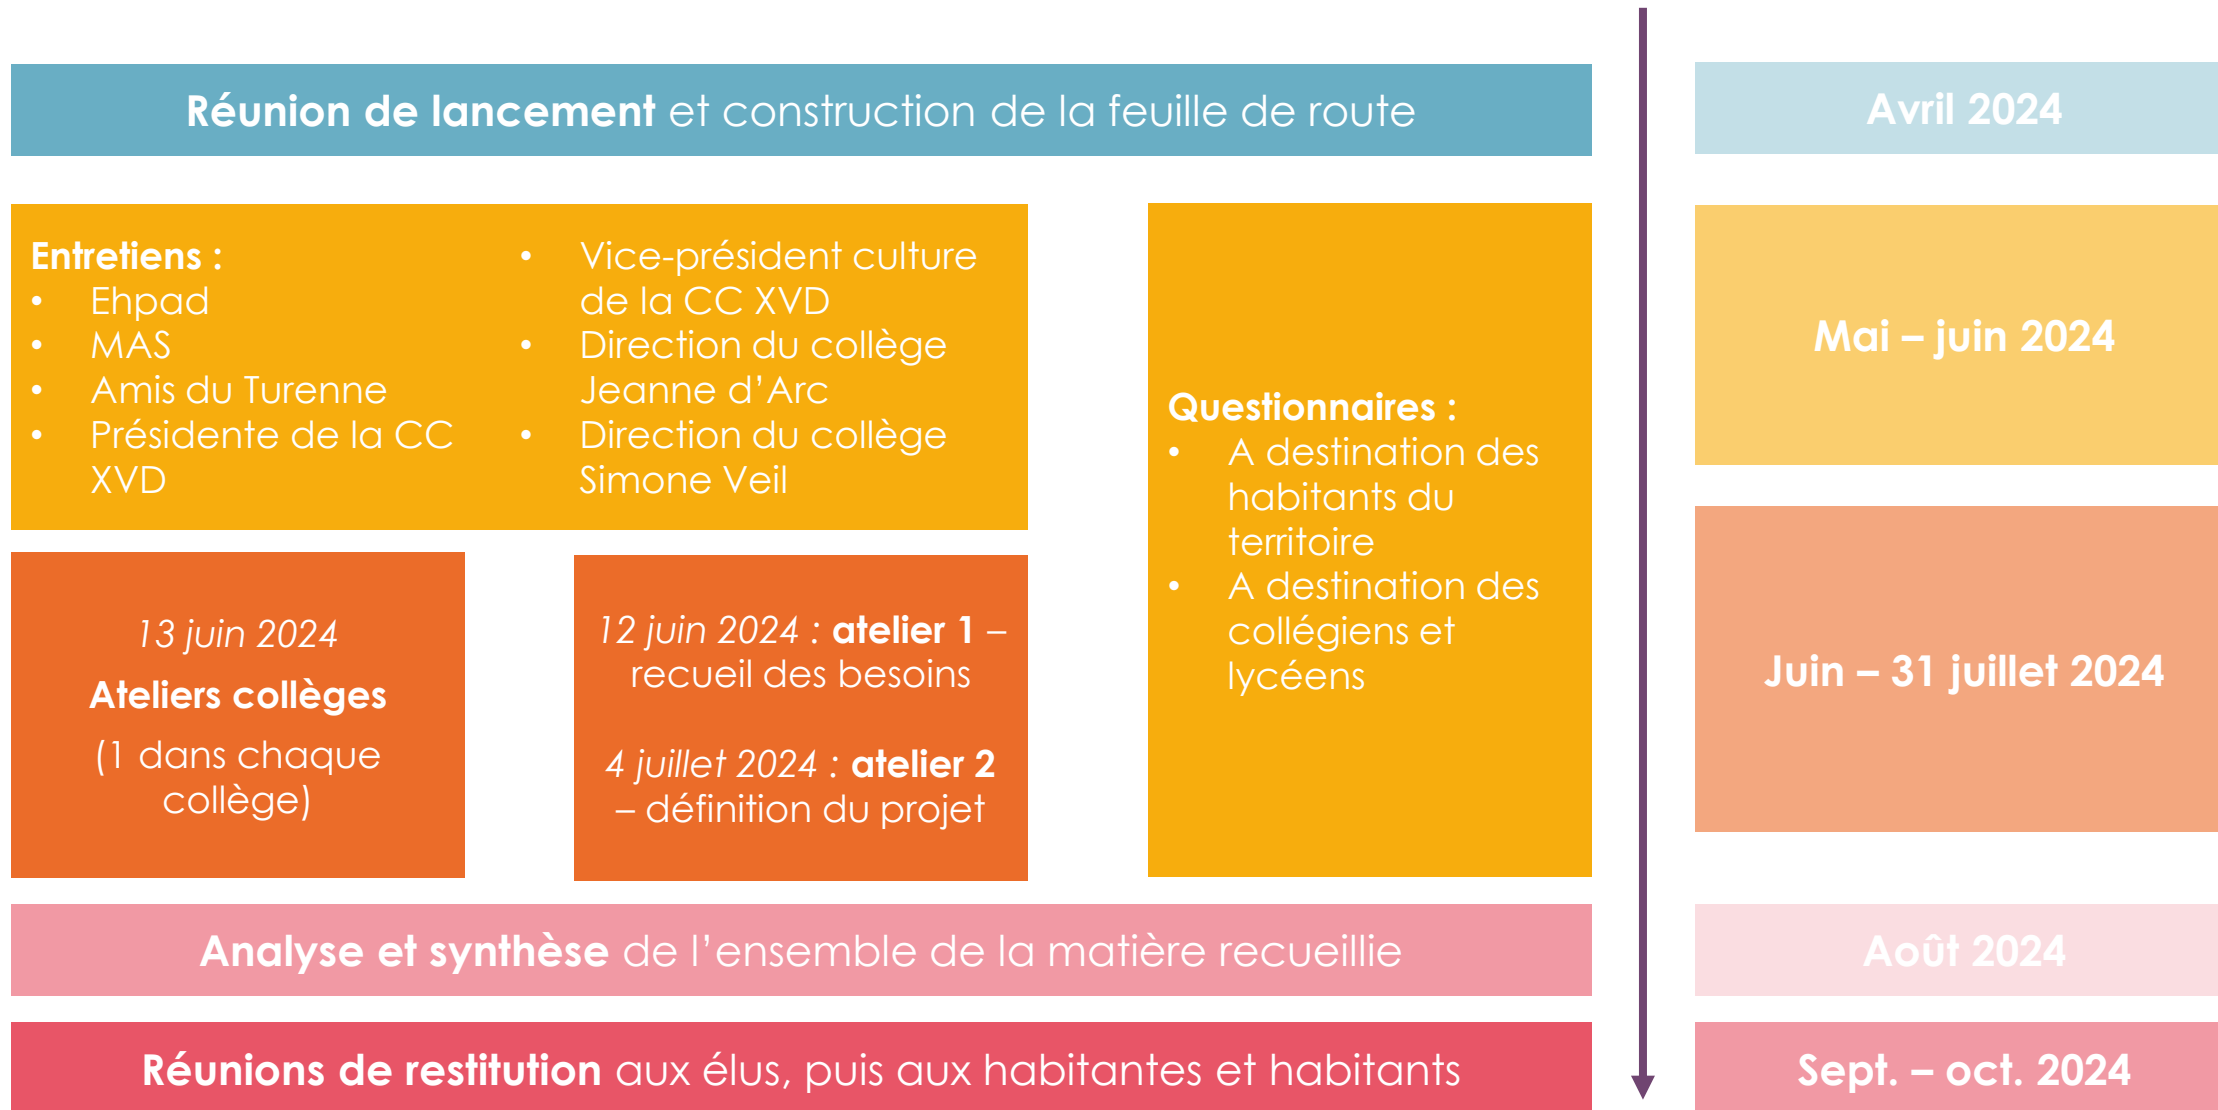 Réunion de lancement et construction de la feuille de route
Avril 2024
Entretiens :
• Ehpad
• MAS
• Amis du Turenne
• Présidente de la CC
XVD
• Vice-président culture
de la CC XVD
• Direction du collège
Jeanne d’Arc
• Direction du collège
Simone Veil
Questionnaires :
• A destination des
habitants du
territoire
• A destination des
collégiens et
lycéens
Mai – juin 2024
13 juin 2024
Ateliers collèges
(1 dans chaque
collège)
12 juin 2024 : atelier 1 –
recueil des besoins
4 juillet 2024 : atelier 2
– définition du projet
Juin – 31 juillet 2024
Analyse et synthèse de l’ensemble de la matière recueillie
Août 2024
Réunions de restitution aux élus, puis aux habitantes et habitants
Sept. – oct. 2024